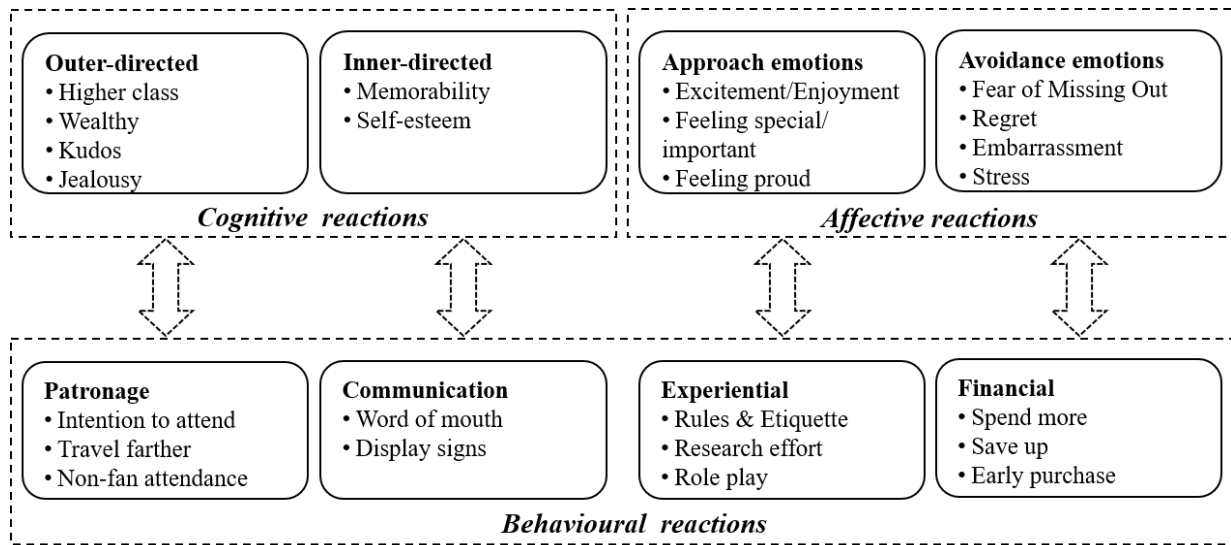 Outer-directed
• Higher class
• Wealthy
• Kudos
• Jealousy
Inner-directed
• Memorability
• Self-esteem
Cognitive reactions
Approach emotions
• Excitement/Enjoyment
• Feeling special/
important
• Feeling proud
Avoidance emotions
• Fear of Missing Out
• Regret
• Embarrassment
• Stress
Affective reactions
Patronage
• Intention to attend
• Travel farther
• Non-fan attendance
Communication
• Word of mouth
• Display signs
Experiential
• Rules & Etiquette
• Research effort
• Role play
Financial
• Spend more
• Save up
• Early purchase
Behavioural reactions